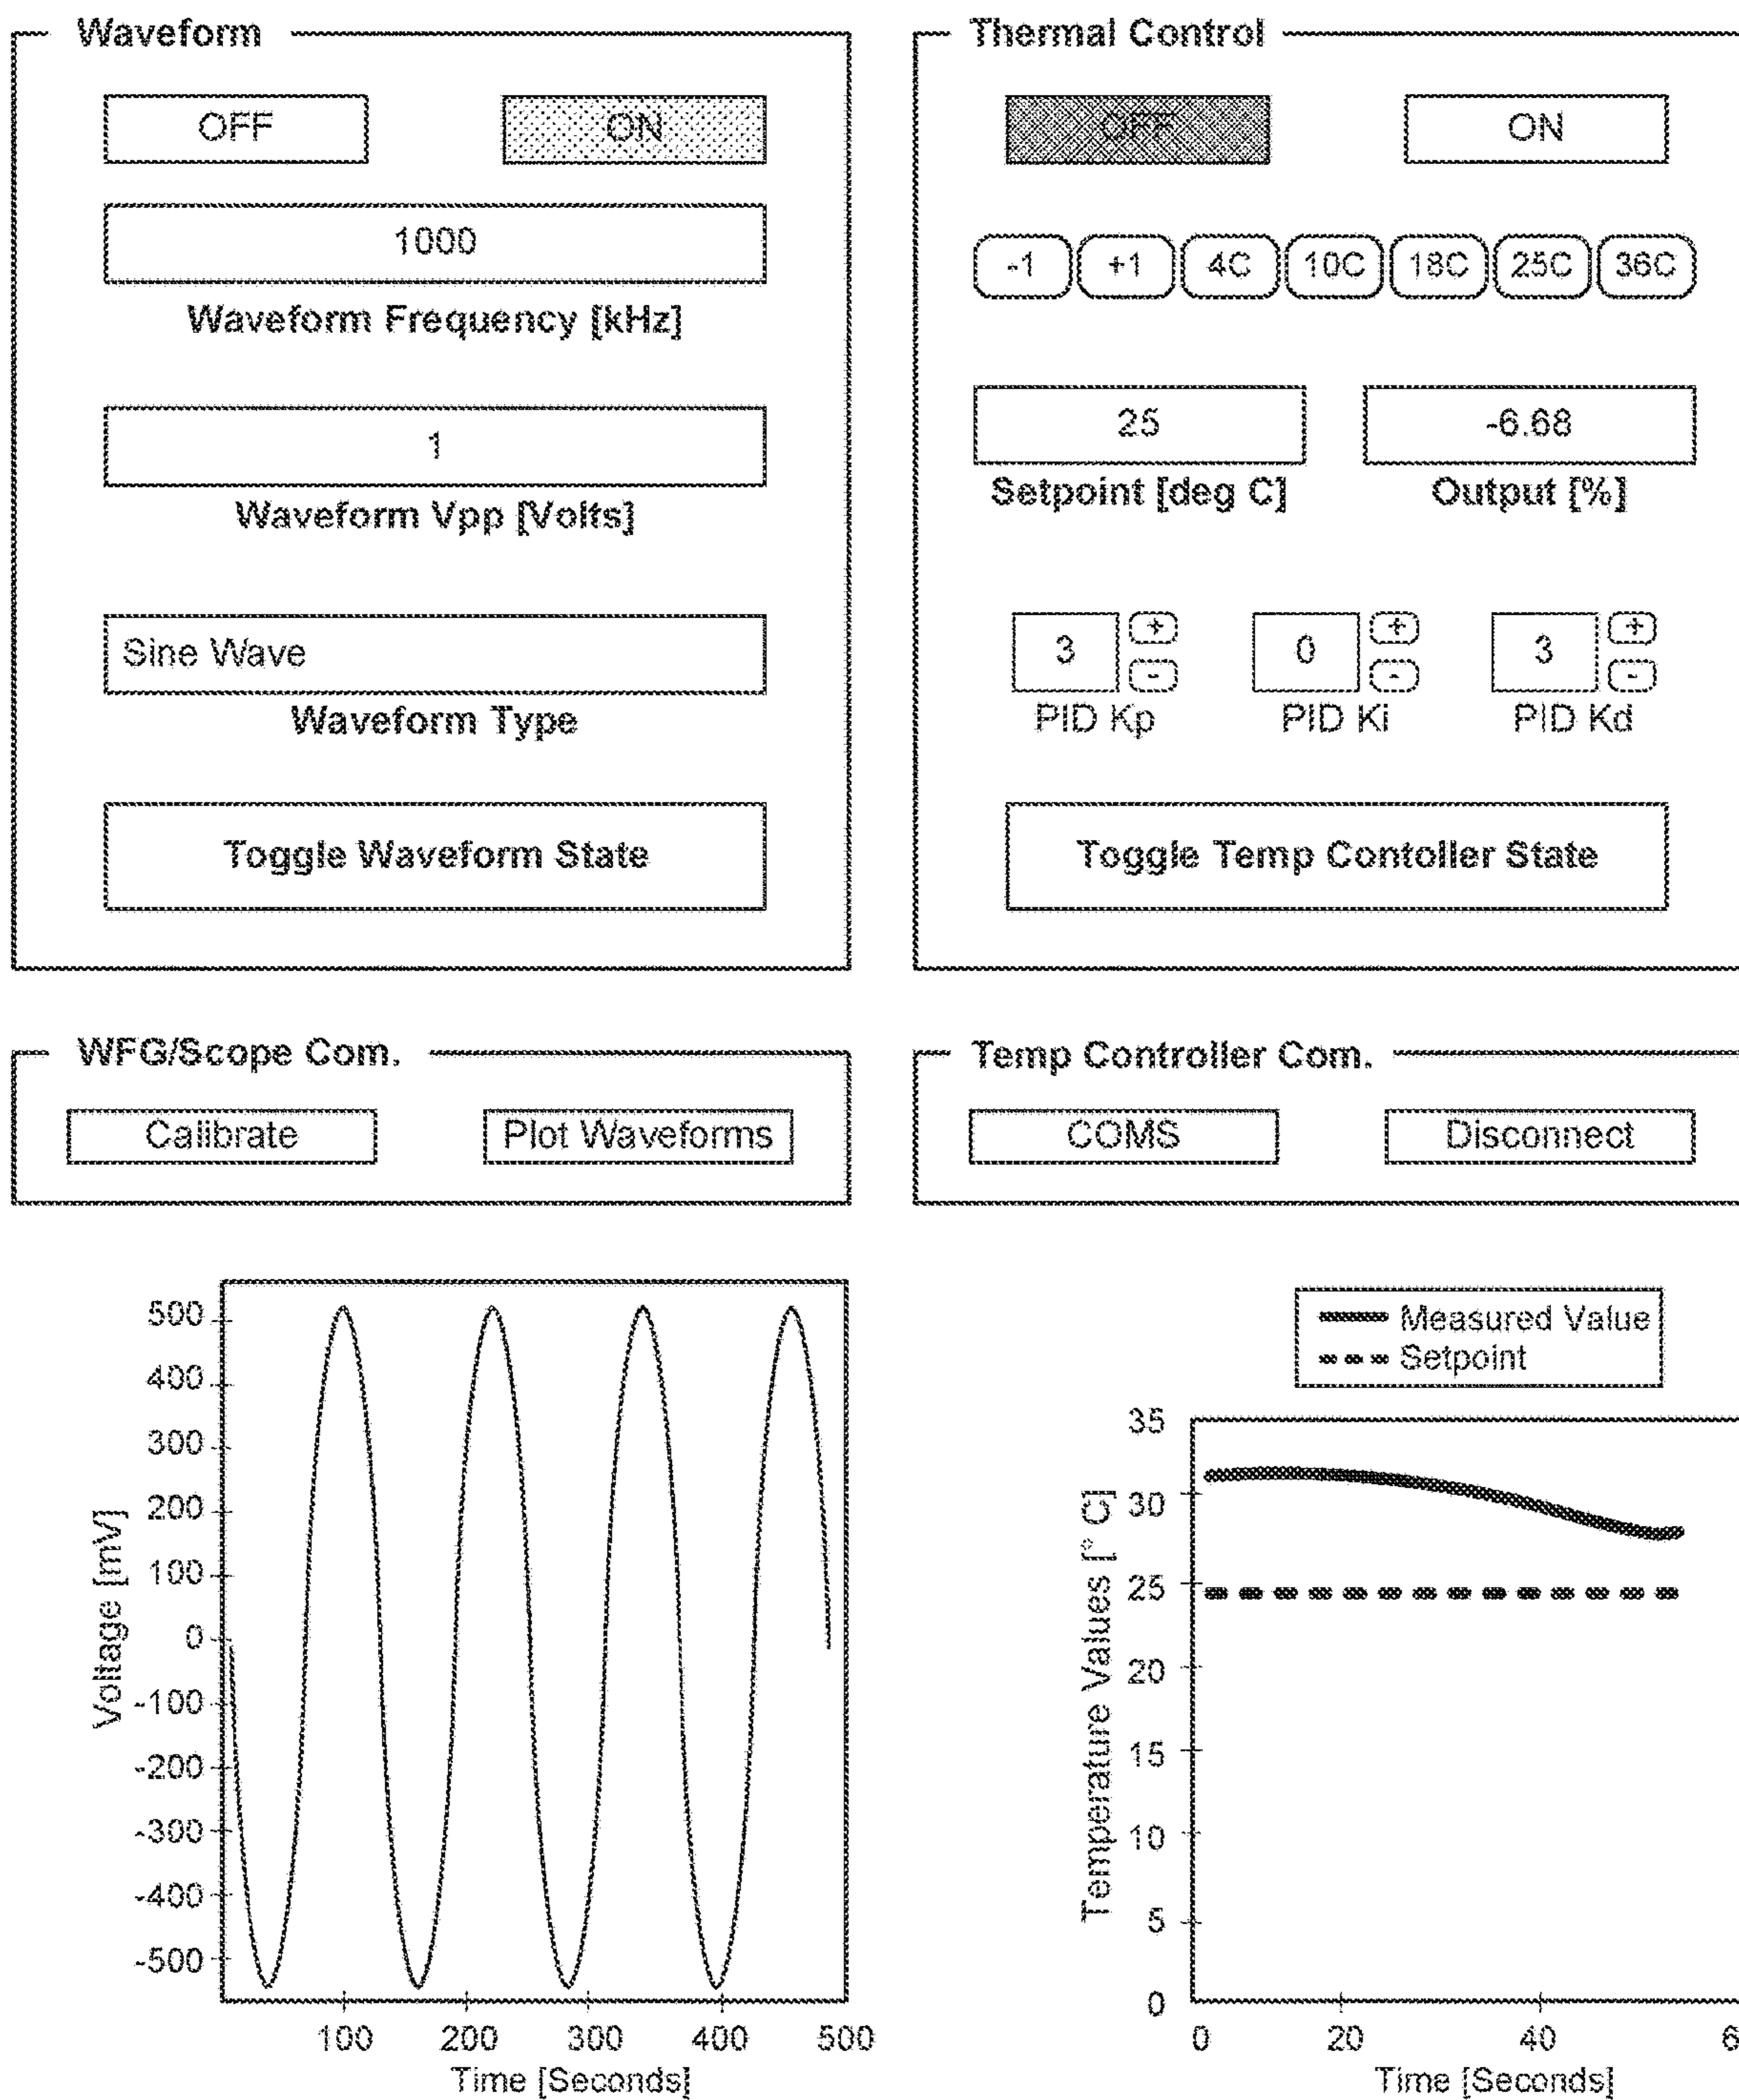 Waveform
OFF ON
1000
Waveform Frequency [kHz]
1
Waveform Vpp [Volts]
Sine Wave
Waveform Type
Toggle Waveform State
Thermal Control
OFF ON
-1 +1 4C 10C 18C 25C 36C
25 -6.68
Setpoint [deg C] Output [%]
3 + - 0 + - 3 + -
PID Kp PID Ki PID Kd
Toggle Temp Contoller State
WFG/Scope Com.
Calibrate Plot Waveforms
Temp Controller Com.
COMS Disconnect
500
400
300
200
100
0
-100
-200
-300
-400
-500
Voltage [mV]
100 200 300 400 500
Time [Seconds]
Measured Value
Setpoint
35
30
25
20
15
10
5
0
Temperature Values [° C]
0 20 40
Time [Seconds]